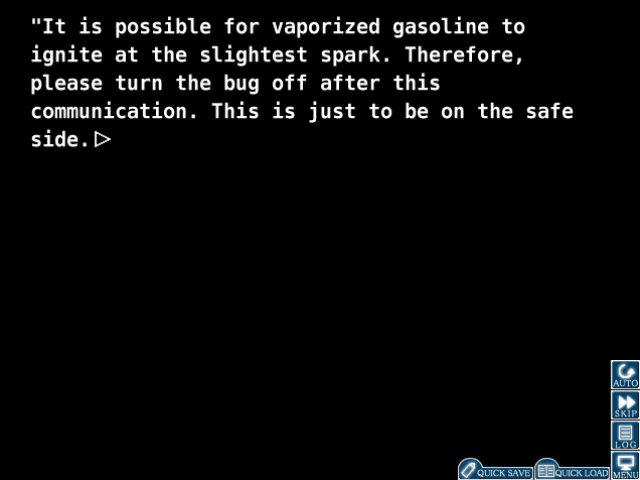 "It is possible for vaporized gasoline to
ignite at the slightest spark. Therefore,
please turn the bug off after this
communication. This is just to be on the safe
side.
AUTO
SKIP
LOG
MENU
QUICK SAVE
QUICK LOAD